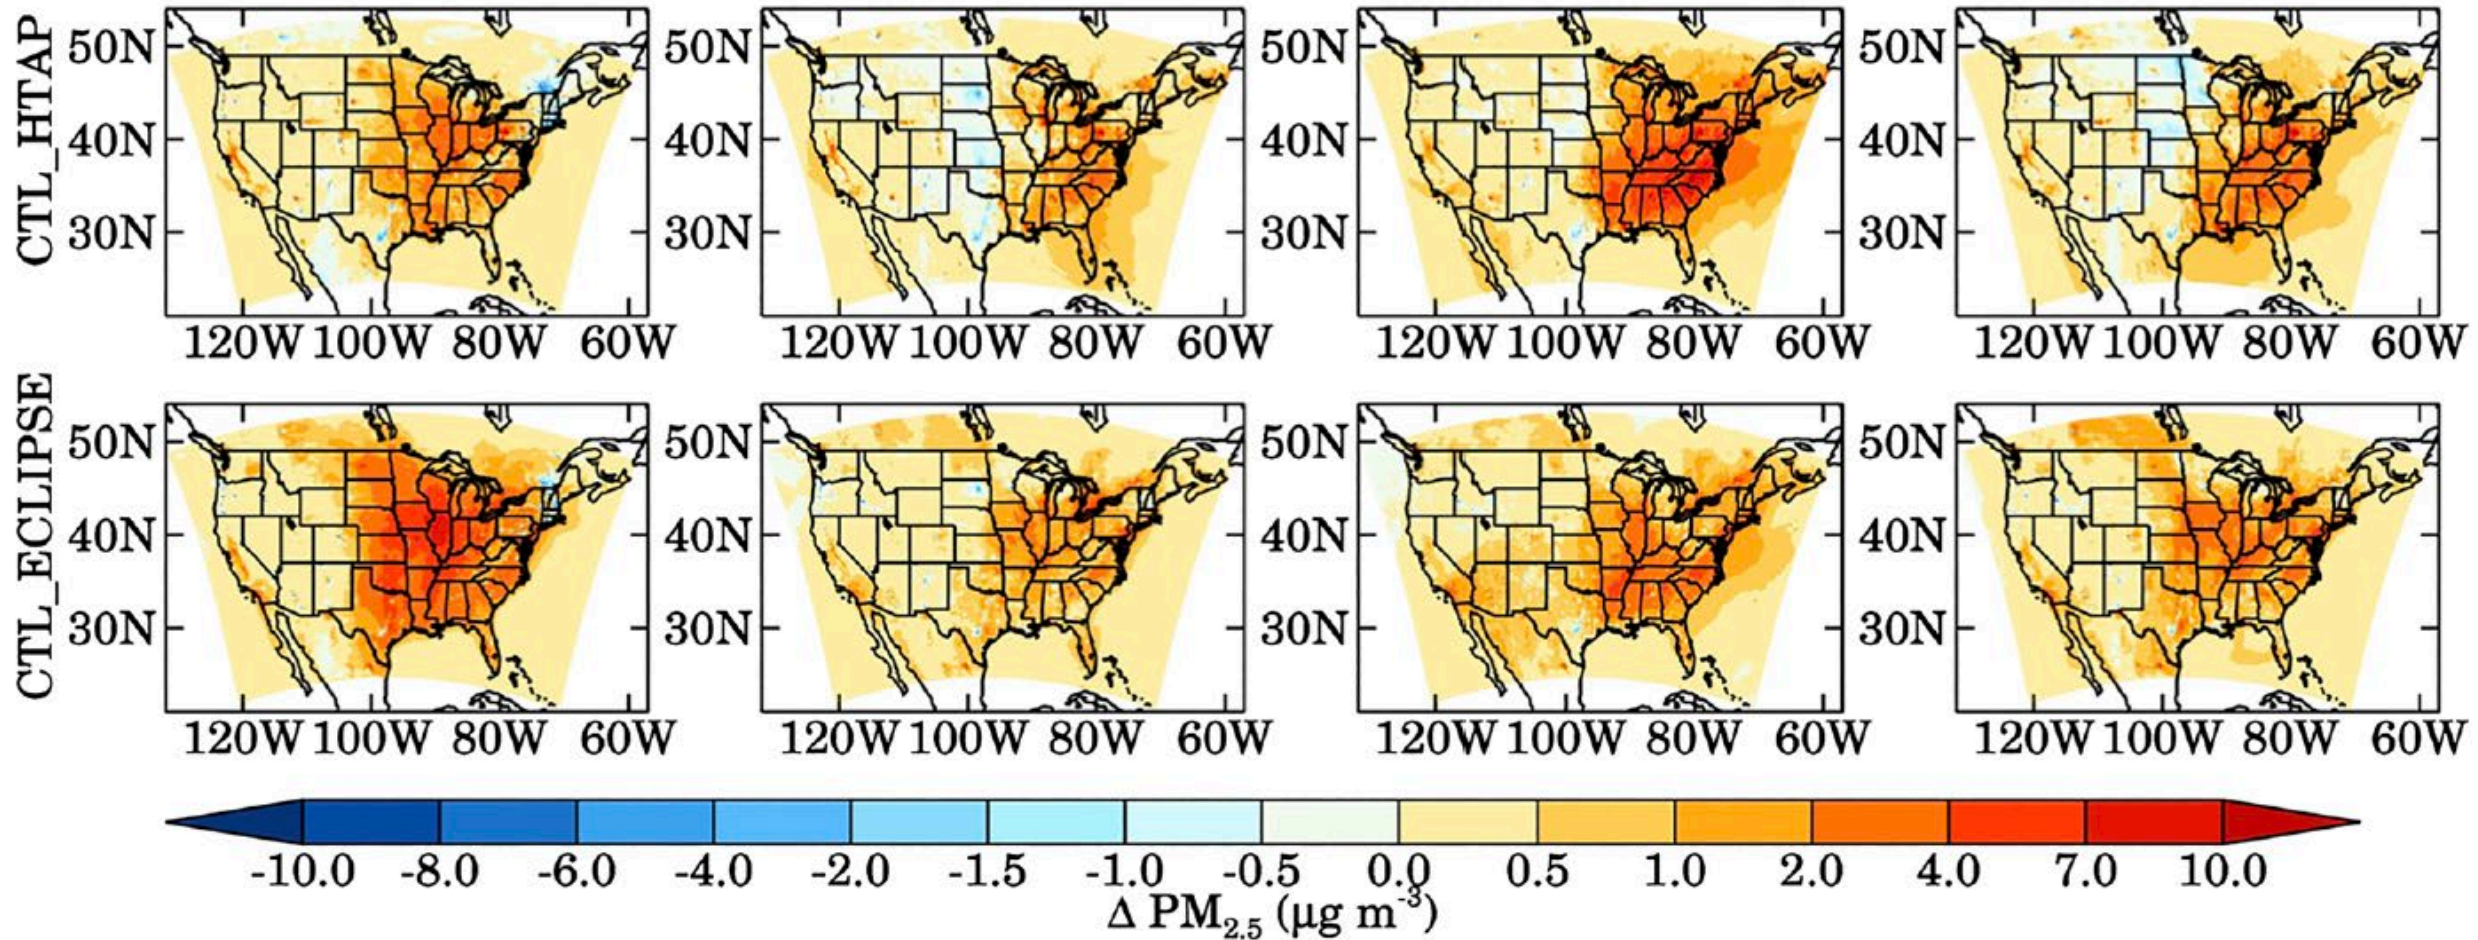 CTL_HTAP
50N 50N 50N 50N
40N 40N 40N 40N
30N 30N 30N 30N
120W 100W 80W 60W 120W 100W 80W 60W 120W 100W 80W 60W 120W 100W 80W 60W
CTL_ECLIPSE
50N 50N 50N 50N
40N 40N 40N 40N
30N 30N 30N 30N
120W 100W 80W 60W 120W 100W 80W 60W 120W 100W 80W 60W 120W 100W 80W 60W
-10.0 -8.0 -6.0 -4.0 -2.0 -1.5 -1.0 -0.5 0.0 0.5 1.0 2.0 4.0 7.0 10.0
Δ PM₂.₅ (μg m⁻³)